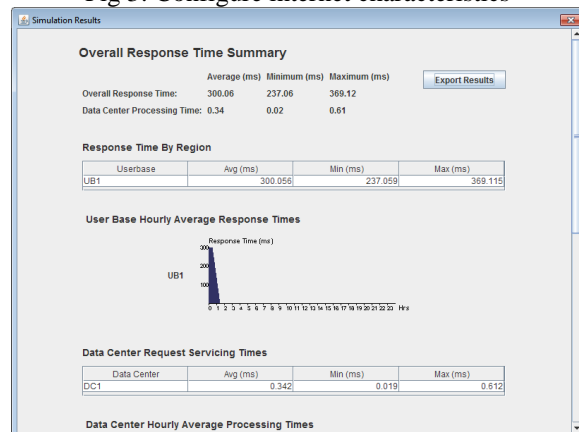 Fig 5. Configure internet characteristics
Simulation Results
Overall Response Time Summary
Average (ms) Minimum (ms) Maximum (ms)
Export Results
Overall Response Time: 300.06 237.06 369.12
Data Center Processing Time: 0.34 0.02 0.61
Response Time By Region
Userbase Avg (ms) Min (ms) Max (ms)
UB1 300.056 237.059 369.115
User Base Hourly Average Response Times
Response Time (ms)
300
200
UB1
100
0 1 2 3 4 5 6 7 8 9 10 11 12 13 14 15 16 17 18 19 20 21 22 23 Hrs
Data Center Request Servicing Times
Data Center Avg (ms) Min (ms) Max (ms)
DC1 0.342 0.019 0.612
Data Center Hourly Average Processing Times